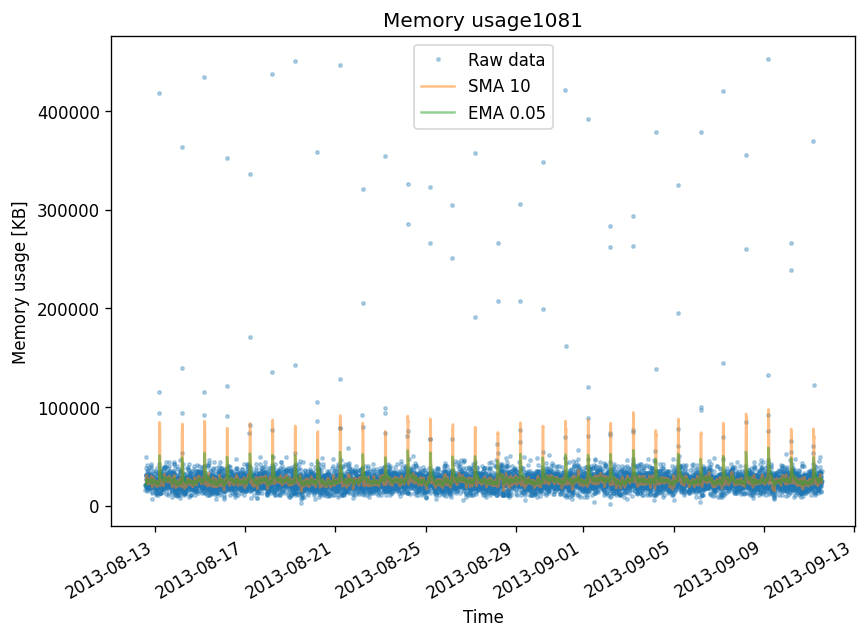 Memory usage1081
Raw data
SMA 10
EMA 0.05
Memory usage [KB]
400000
300000
200000
100000
0
2013-08-13
2013-08-17
2013-08-21
2013-08-25
2013-08-29
2013-09-01
2013-09-05
2013-09-09
2013-09-13
Time